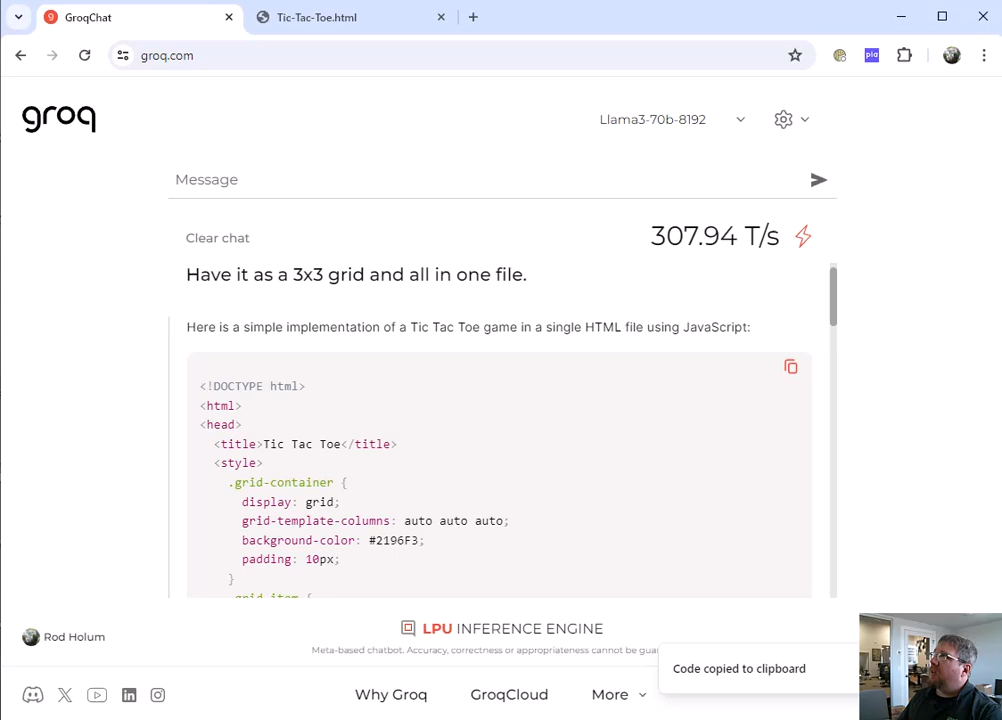 GroqChat
Tic-Tac-Toe.html
groq.com
pia
groq
Llama3-70b-8192
Message
Clear chat
307.94 T/s
Have it as a 3x3 grid and all in one file.
Here is a simple implementation of a Tic Tac Toe game in a single HTML file using JavaScript:
<!DOCTYPE html>
<html>
<head>
<title>Tic Tac Toe</title>
<style>
.grid-container {
display: grid;
grid-template-columns: auto auto auto;
background-color: #2196F3;
padding: 10px;
}
.grid-item {
Rod Holum
LPU INFERENCE ENGINE
Meta-based chatbot. Accuracy, correctness or appropriateness cannot be
Code copied to clipboard
Why Groq
GroqCloud
More